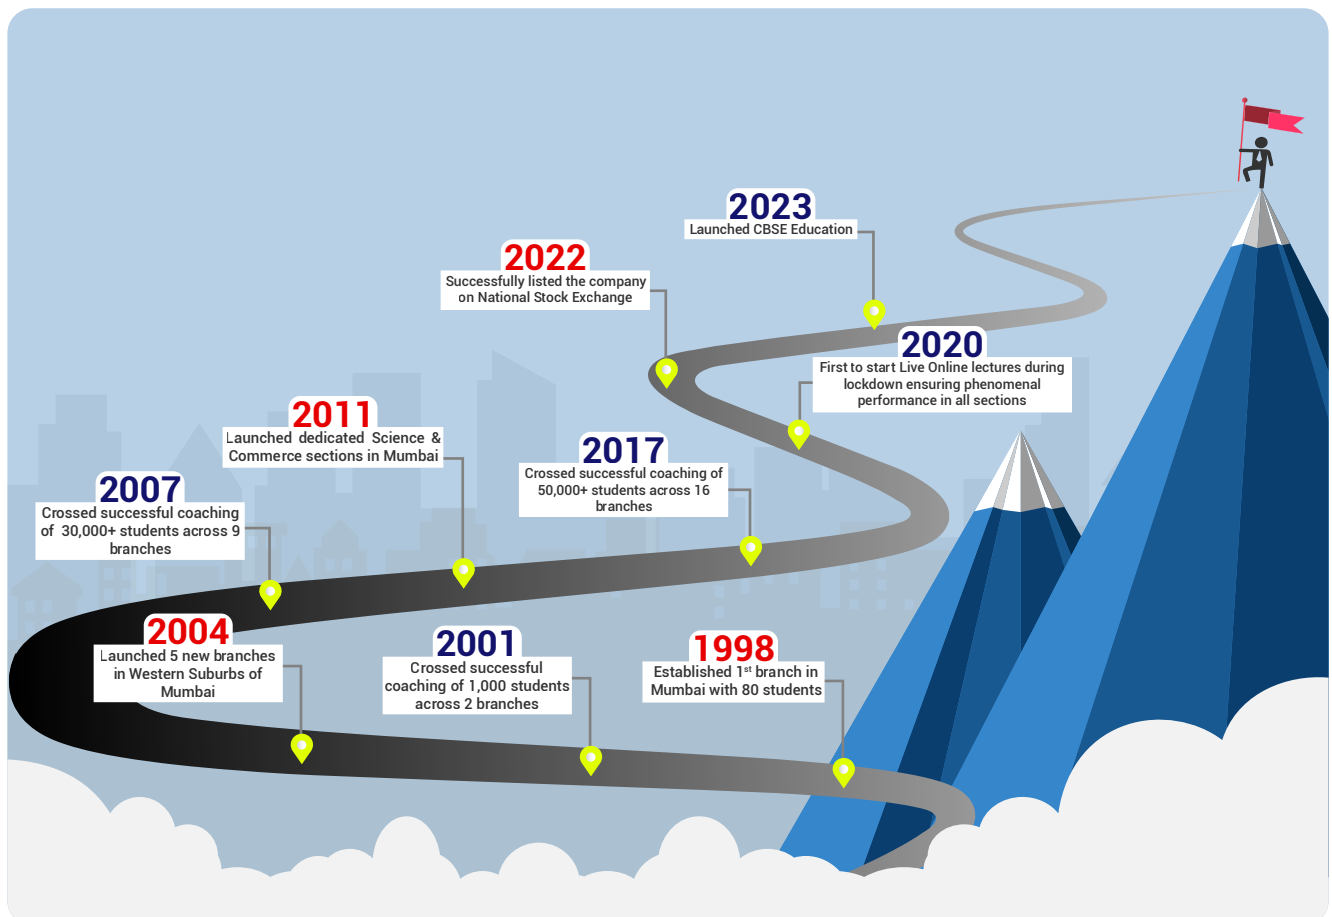 2023
Launched CBSE Education
2022
Successfully listed the company
on National Stock Exchange
2020
First to start Live Online lectures during
lockdown ensuring phenomenal
performance in all sections
2011
Launched dedicated Science &
Commerce sections in Mumbai
2017
Crossed successful coaching of
50,000+ students across 16
branches
2007
Crossed successful coaching
of 30,000+ students across 9
branches
2004
Launched 5 new branches
in Western Suburbs of
Mumbai
2001
Crossed successful
coaching of 1,000 students
across 2 branches
1998
Established 1st branch in
Mumbai with 80 students